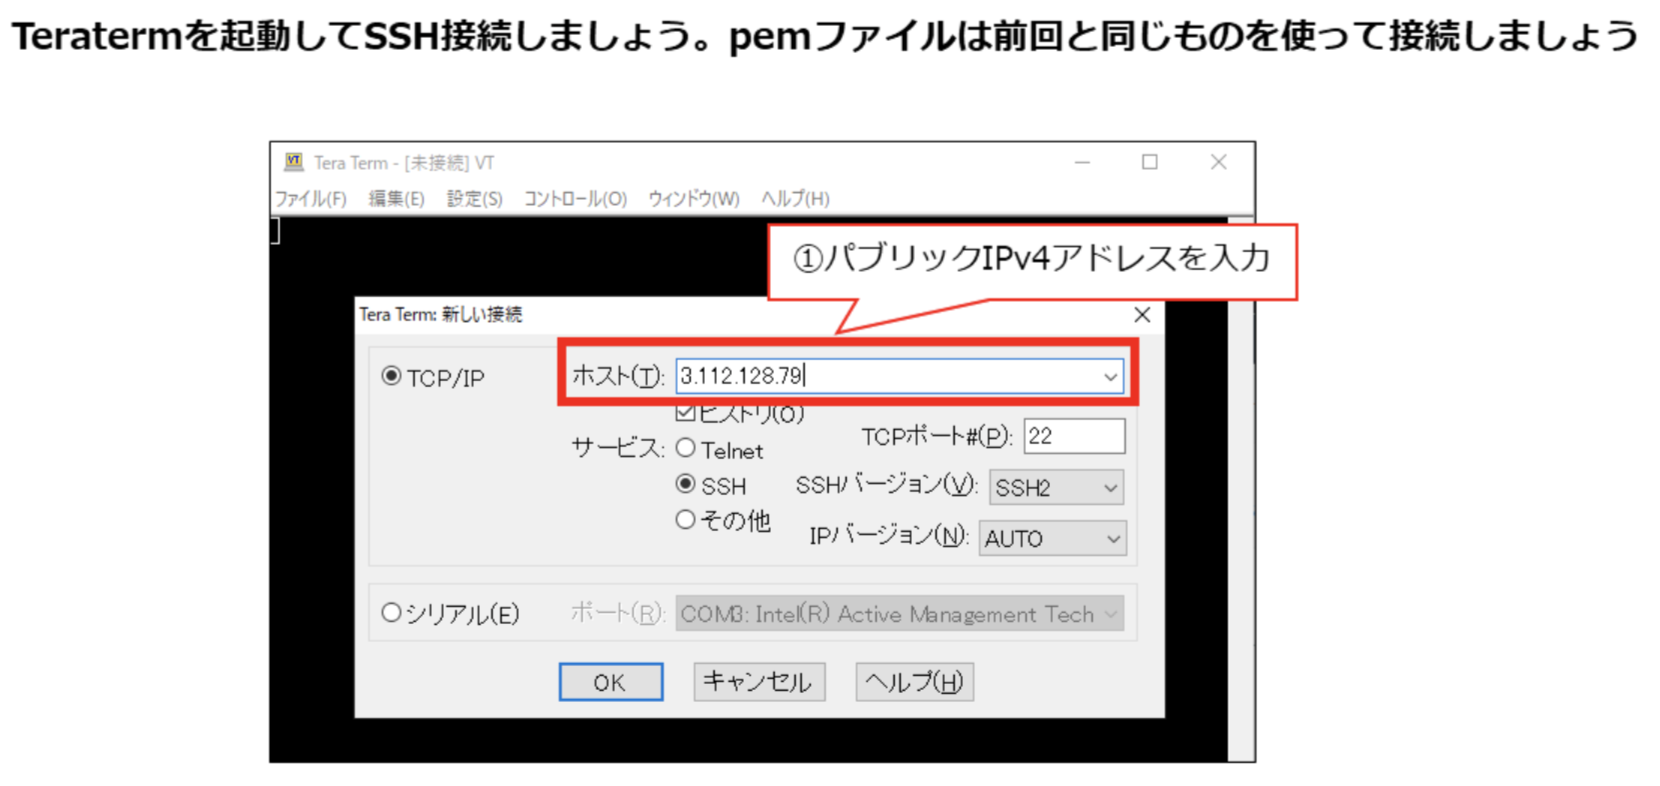 Teratermを起動してSSH接続しましょう。pemファイルは前回と同じものを使って接続しましょう
Tera Term - [未接続] VT
ファイル(F) 編集(E) 設定(S) コントロール(O) ウィンドウ(W) ヘルプ(H)
①パブリックIPv4アドレスを入力
Tera Term: 新しい接続
TCP/IP
ホスト(T): 3.112.128.79
ヒストリ(O)
サービス: Telnet
TCPポート#(P): 22
SSH
SSHバージョン(V): SSH2
その他
IPバージョン(N): AUTO
シリアル(E)
ポート(R): COM3: Intel(R) Active Management Tech
OK キャンセル ヘルプ(H)